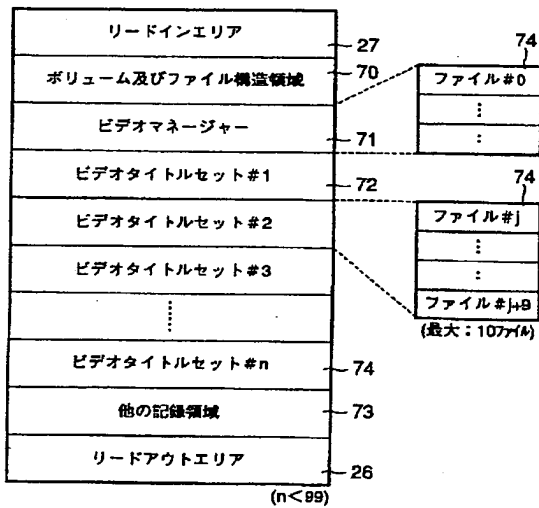 リードインエリア
27
ボリューム及びファイル構造領域
70
ビデオマネージャー
71
ビデオタイトルセット#1
72
ビデオタイトルセット#2
ビデオタイトルセット#3
ビデオタイトルセット#n
74
他の記録領域
73
リードアウトエリア
26
(n<99)
74
ファイル#0
74
ファイル#j
ファイル#j+9
(最大:10ファイル)